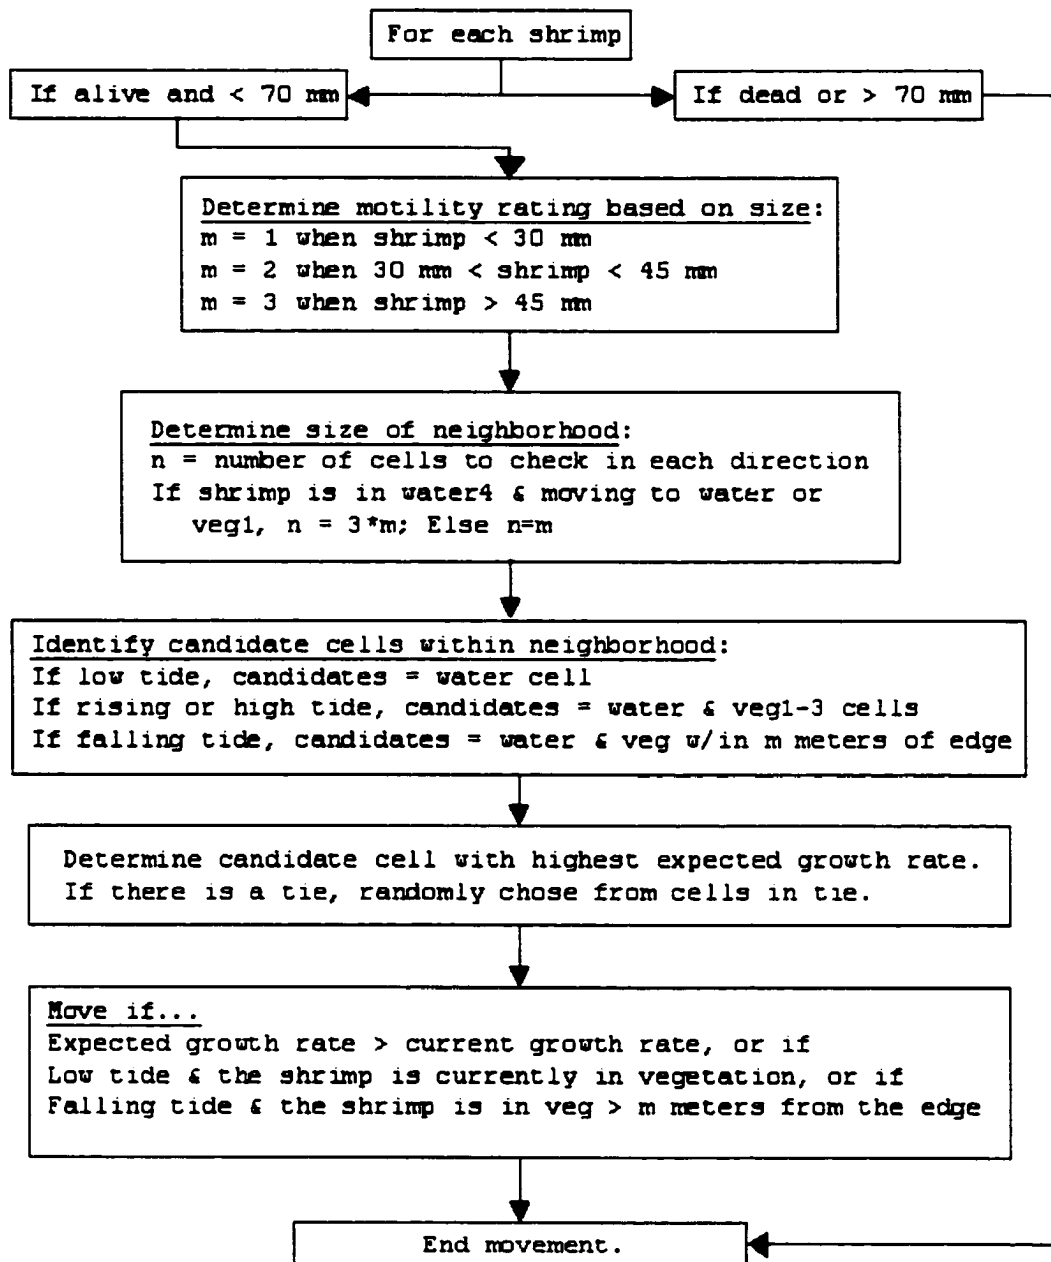 For each shrimp
If alive and < 70 mm
If dead or > 70 mm
Determine motility rating based on size:
m = 1 when shrimp < 30 mm
m = 2 when 30 mm < shrimp < 45 mm
m = 3 when shrimp > 45 mm
Determine size of neighborhood:
n = number of cells to check in each direction
If shrimp is in water4 & moving to water or
veg1, n = 3*m; Else n=m
Identify candidate cells within neighborhood:
If low tide, candidates = water cell
If rising or high tide, candidates = water & veg1-3 cells
If falling tide, candidates = water & veg w/in m meters of edge
Determine candidate cell with highest expected growth rate.
If there is a tie, randomly chose from cells in tie.
Move if...
Expected growth rate > current growth rate, or if
Low tide & the shrimp is currently in vegetation, or if
Falling tide & the shrimp is in veg > m meters from the edge
End movement.